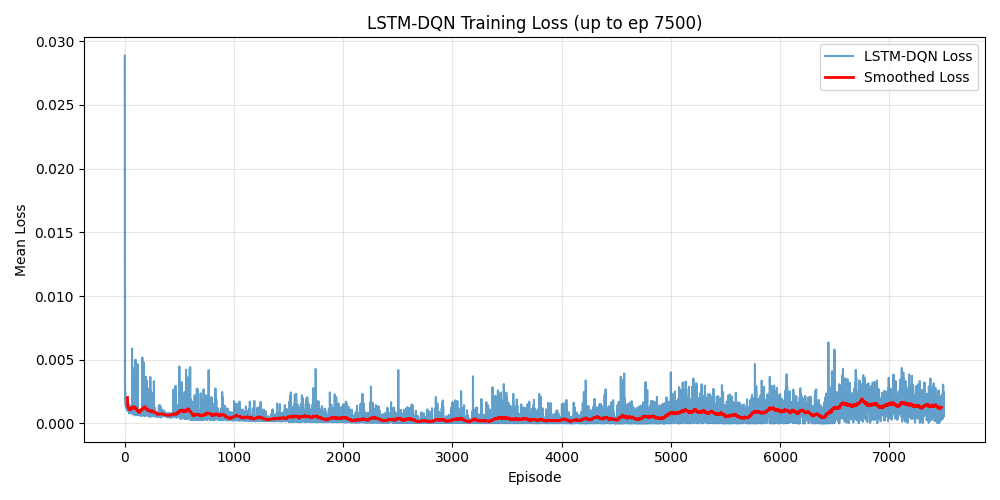 LSTM-DQN Training Loss (up to ep 7500)
LSTM-DQN Loss
Smoothed Loss
Mean Loss
0.030
0.025
0.020
0.015
0.010
0.005
0.000
0 1000 2000 3000 4000 5000 6000 7000
Episode